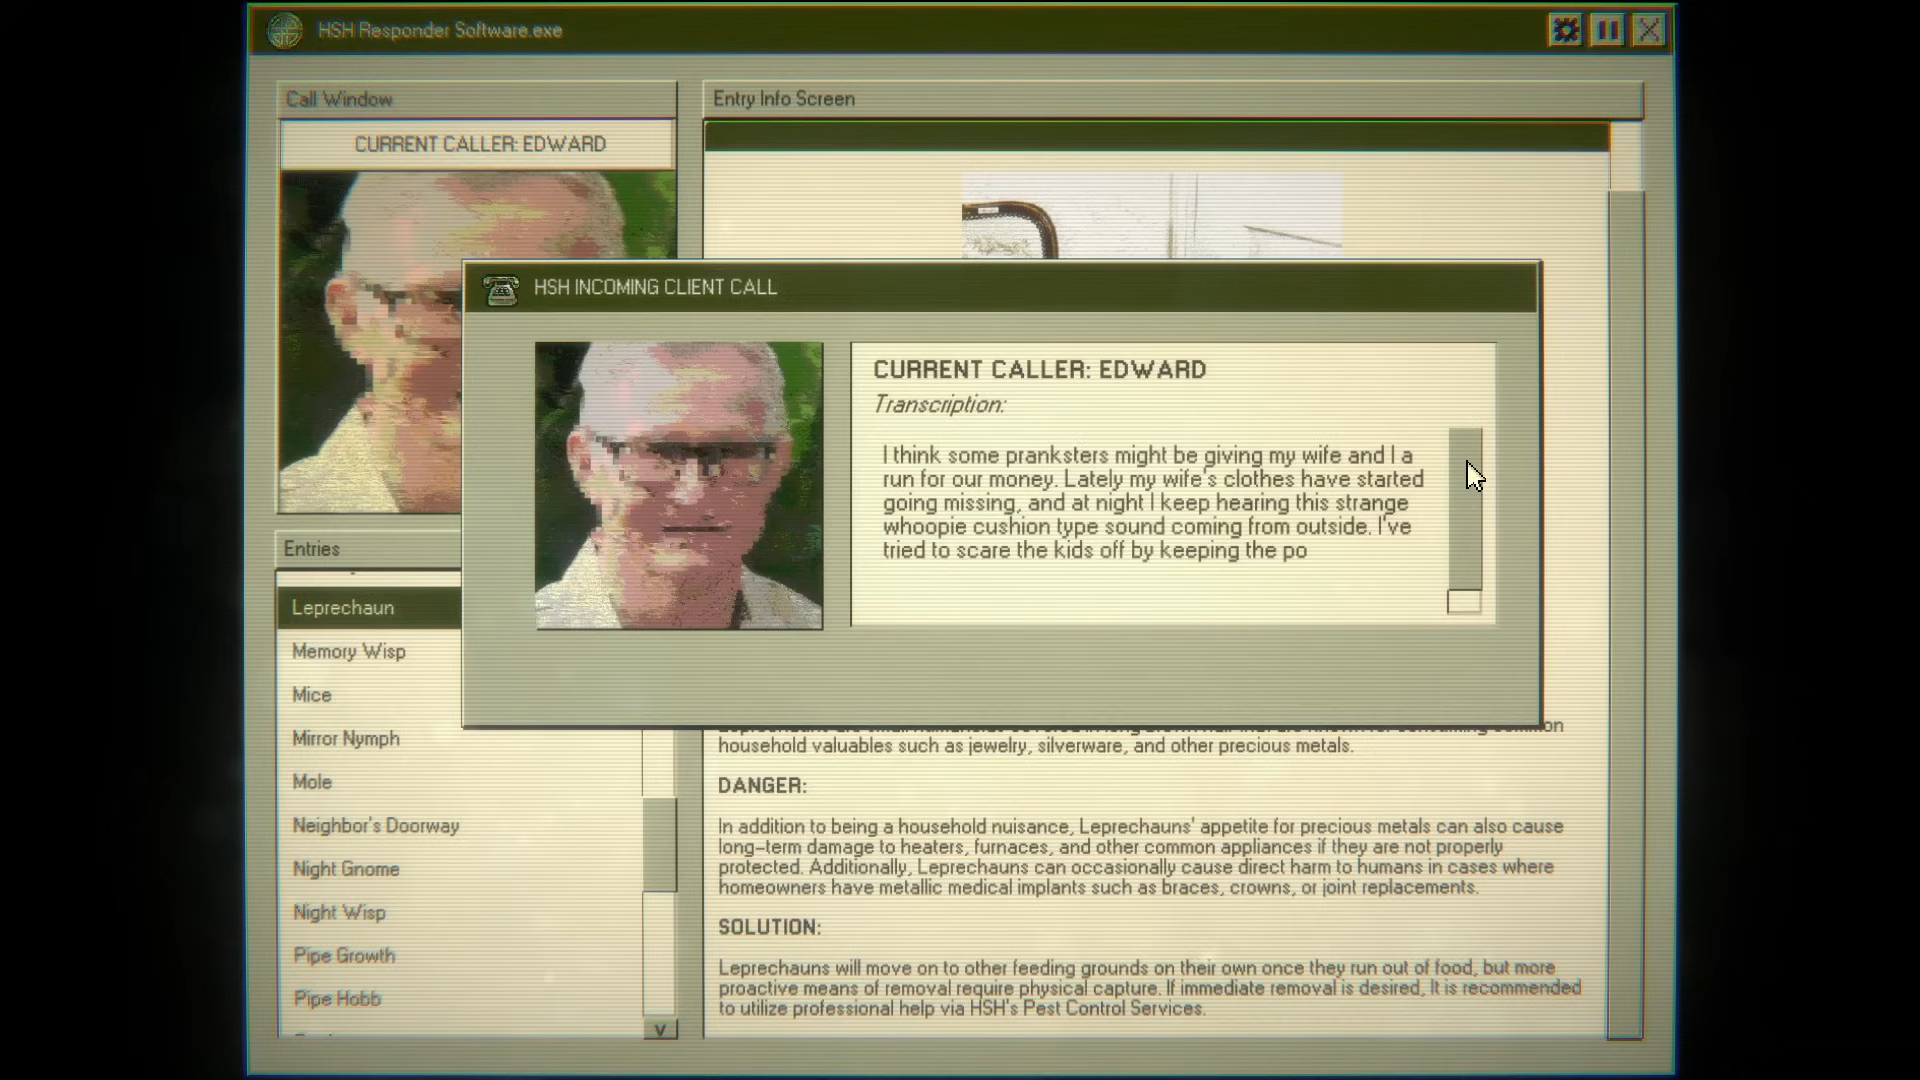 HSH Responder Software.exe
Call Window
CURRENT CALLER: EDWARD
Entry Info Screen
HSH INCOMING CLIENT CALL
CURRENT CALLER: EDWARD
Transcription:
I think some pranksters might be giving my wife and I a
run for our money. Lately my wife's clothes have started
going missing, and at night I keep hearing this strange
whoopie cushion type sound coming from outside. I've
tried to scare the kids off by keeping the po
Entries
Leprechaun
Memory Wisp
Mice
Mirror Nymph
Mole
Neighbor's Doorway
Night Gnome
Night Wisp
Pipe Growth
Pipe Hobb
household valuables such as jewelry, silverware, and other precious metals.
DANGER:
In addition to being a household nuisance, Leprechauns' appetite for precious metals can also cause
long-term damage to heaters, furnaces, and other common appliances if they are not properly
protected. Additionally, Leprechauns can occasionally cause direct harm to humans in cases where
homeowners have metallic medical implants such as braces, crowns, or joint replacements.
SOLUTION:
Leprechauns will move on to other feeding grounds on their own once they run out of food, but more
proactive means of removal require physical capture. If immediate removal is desired, It is recommended
to utilize professional help via HSH's Pest Control Services.